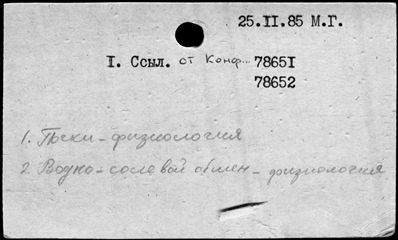 25.II.85 М.Г.
I. Ссыл. от Конф... 78651
78652
1. Почки – физиология
2. Водно-солевой обмен – физиология